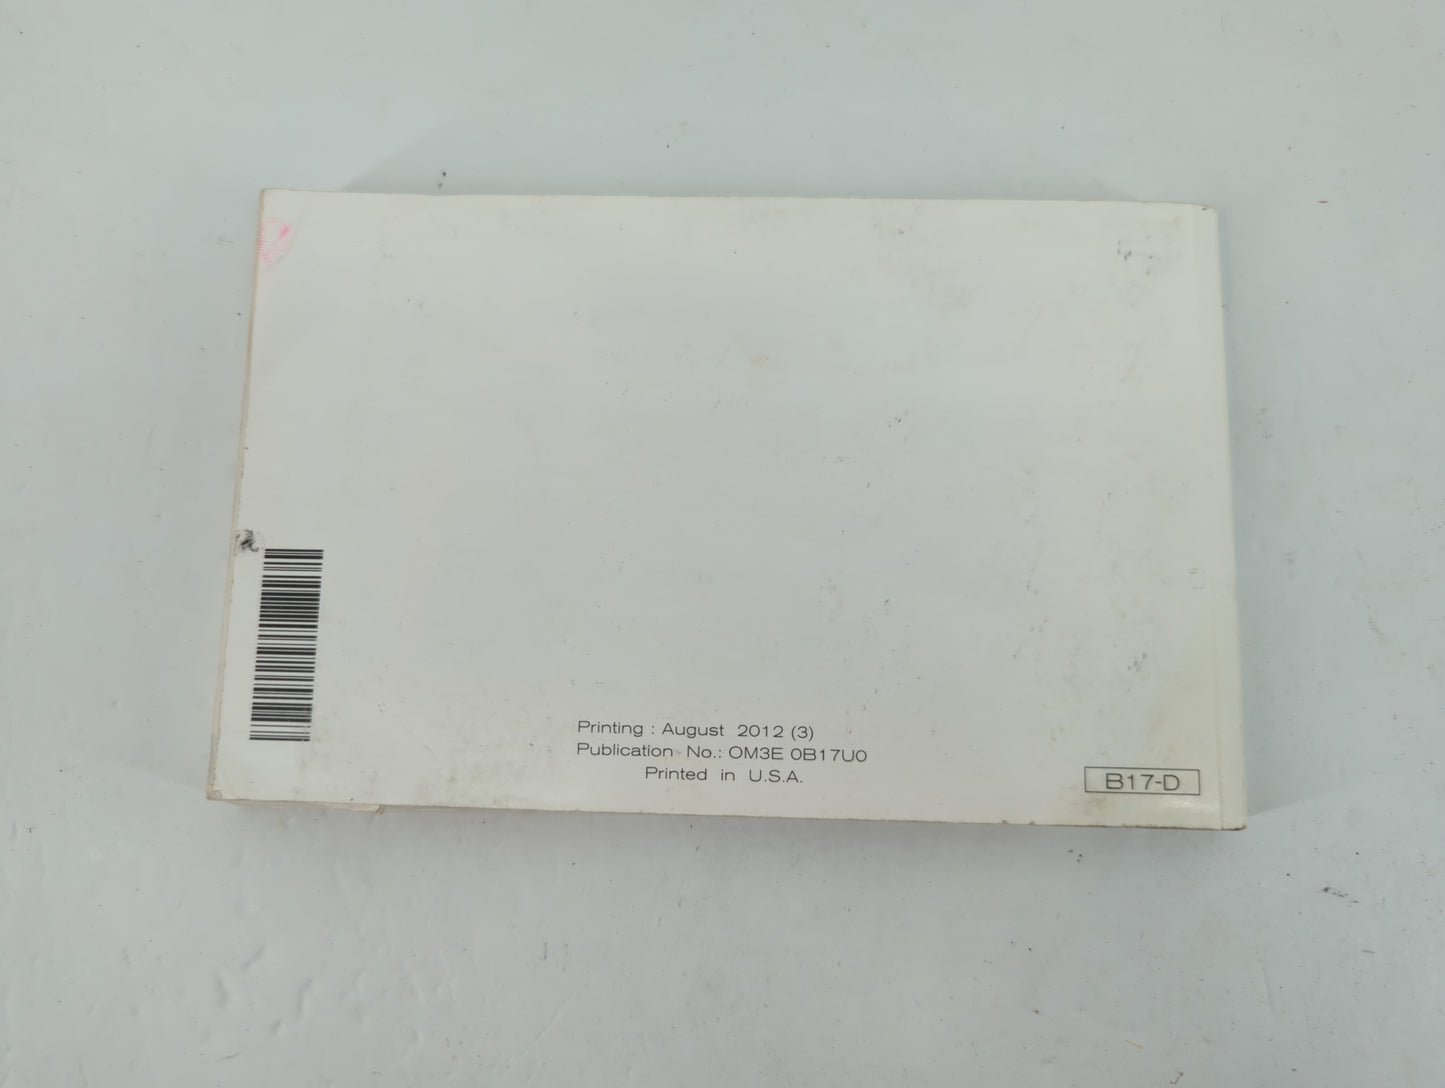 Printing : August 2012 (3)
Publication No.: OM3E 0B17U0
Printed in U.S.A.
B17-D